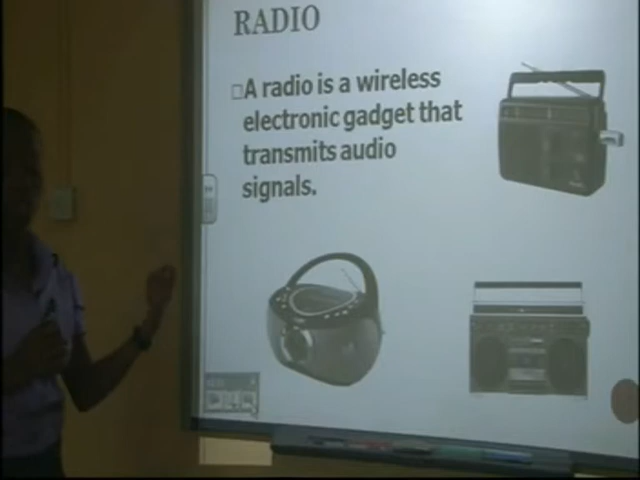 RADIO
A radio is a wireless
electronic gadget that
transmits audio
signals.